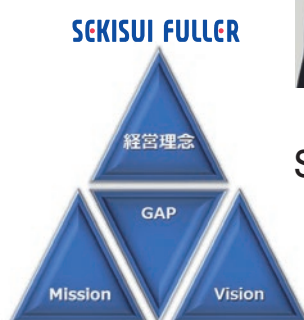 SEKISUI FULLER
経営理念
S
GAP
Mission
Vision